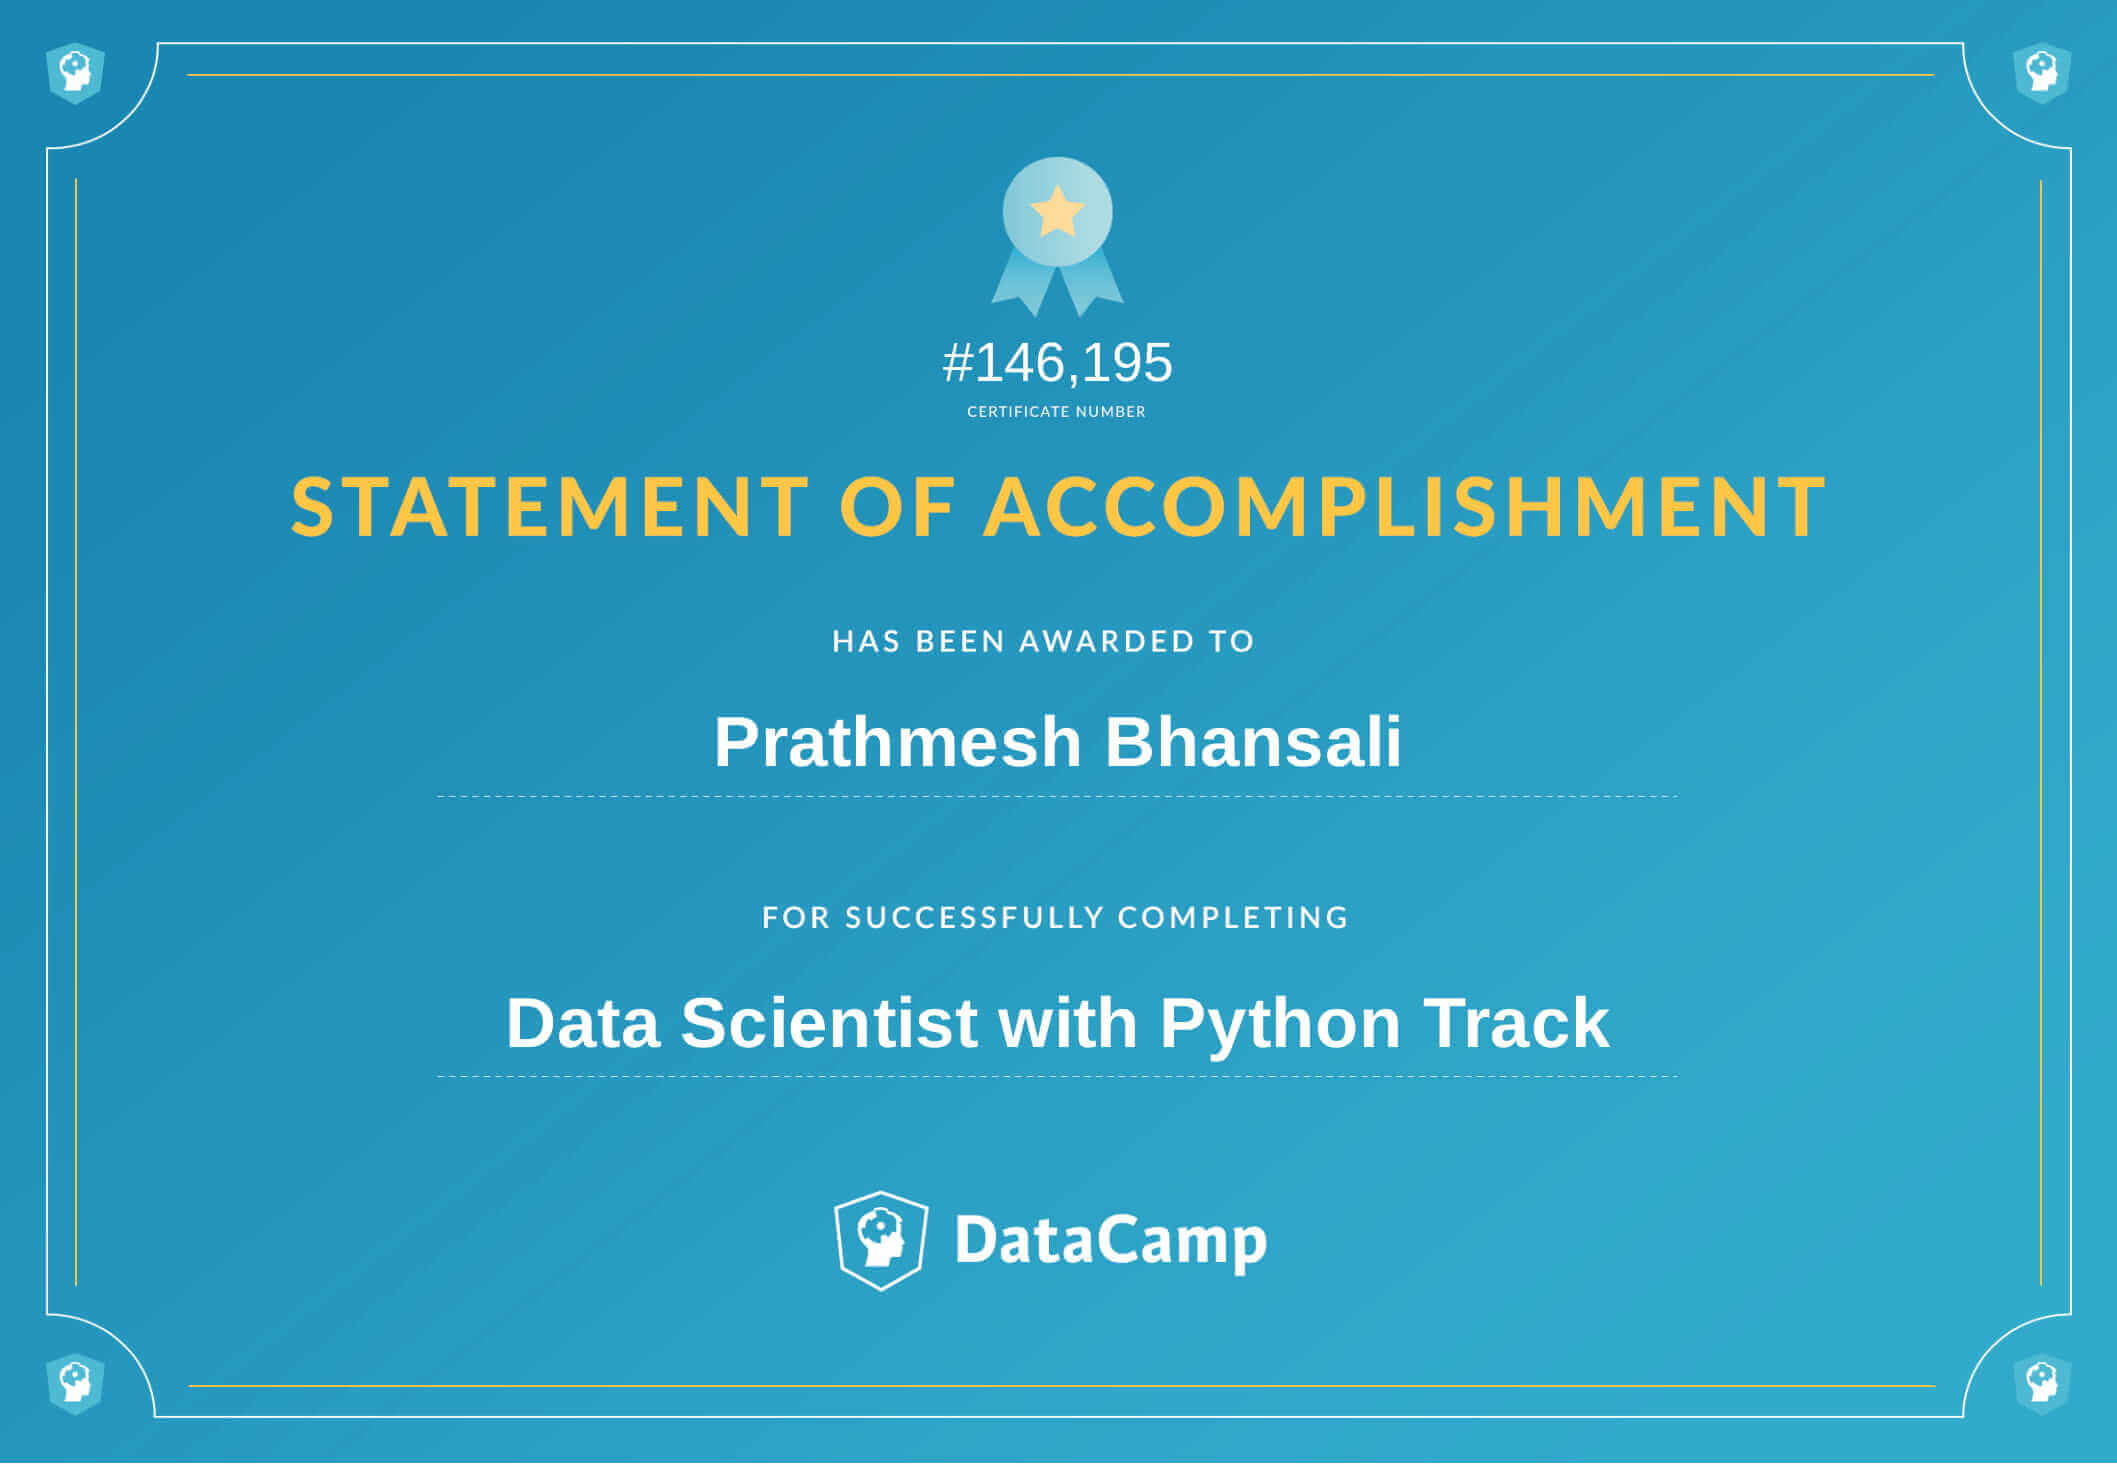 #146,195
CERTIFICATE NUMBER
STATEMENT OF ACCOMPLISHMENT
HAS BEEN AWARDED TO
Prathmesh Bhansali
FOR SUCCESSFULLY COMPLETING
Data Scientist with Python Track
DataCamp